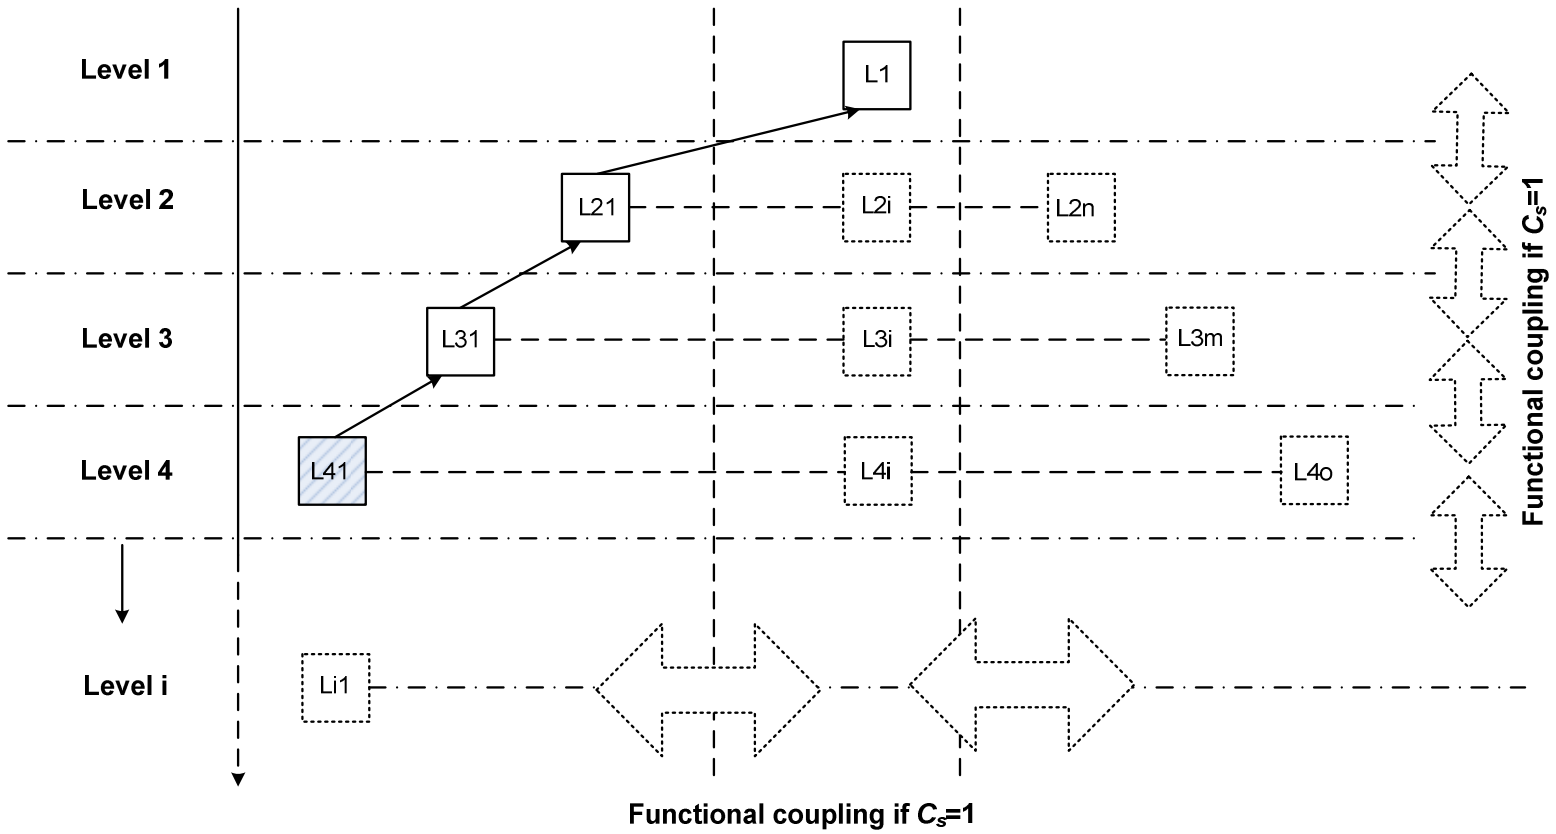 Level 1
L1
Level 2
L21
L2i
L2n
Level 3
L31
L3i
L3m
Level 4
L41
L4i
L4o
Level i
Li1
Functional coupling if Cs=1
Functional coupling if Cs=1